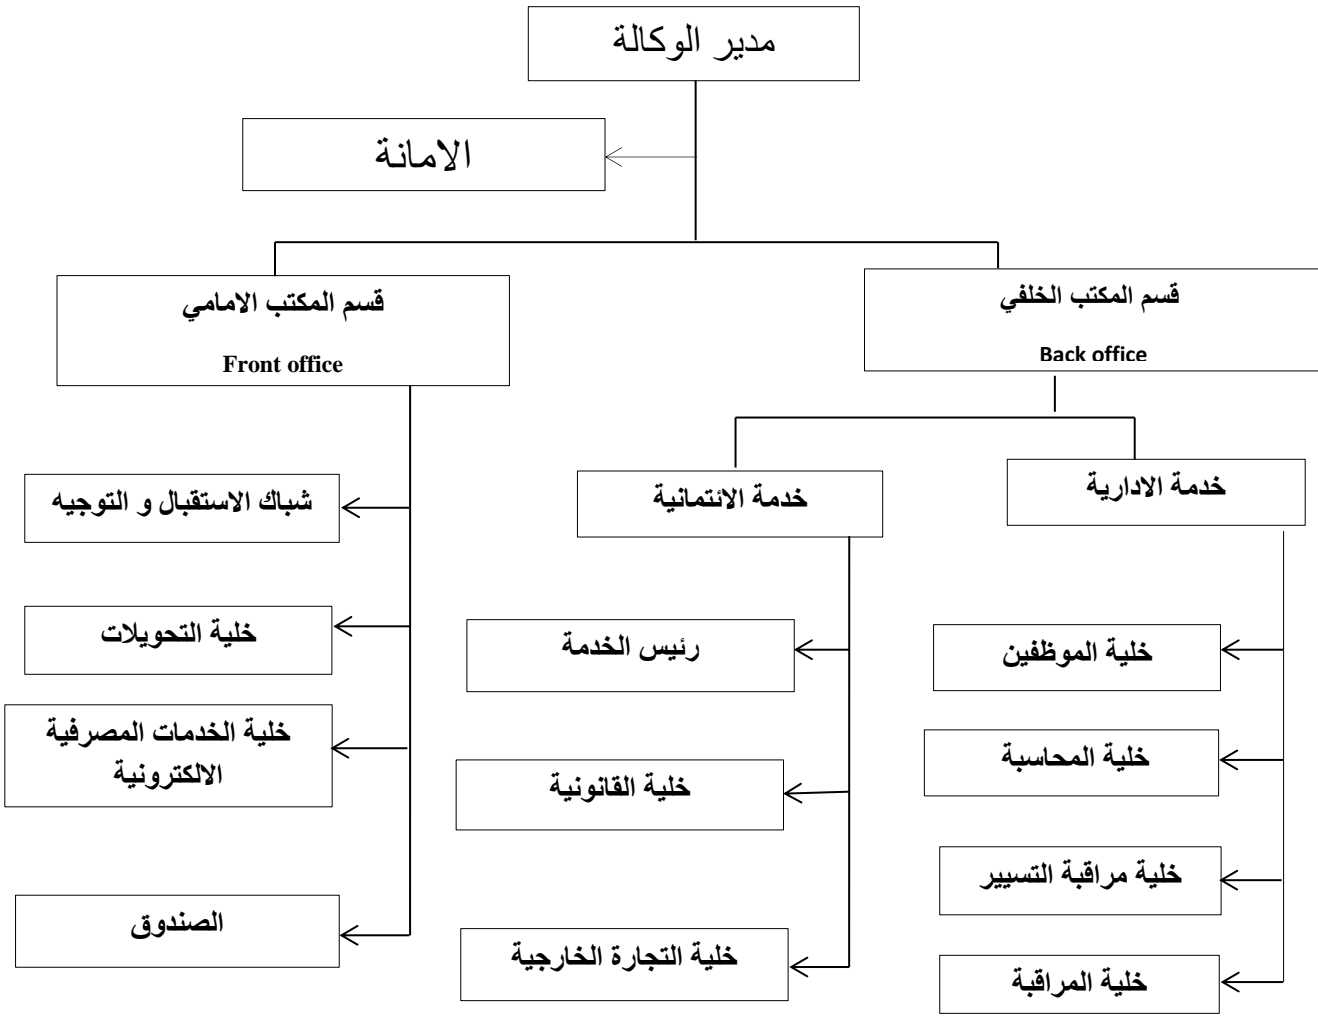 مدير الوكالة
الامانة
قسم المكتب الخلفي
Back office
قسم المكتب الامامي
Front office
خدمة الادارية
خدمة الائتمانية
شباك الاستقبال و التوجيه
خلية الموظفين
رئيس الخدمة
خلية التحويلات
خلية المحاسبة
خلية القانونية
خلية الخدمات المصرفية
الالكترونية
خلية مراقبة التسيير
خلية التجارة الخارجية
الصندوق
خلية المراقبة